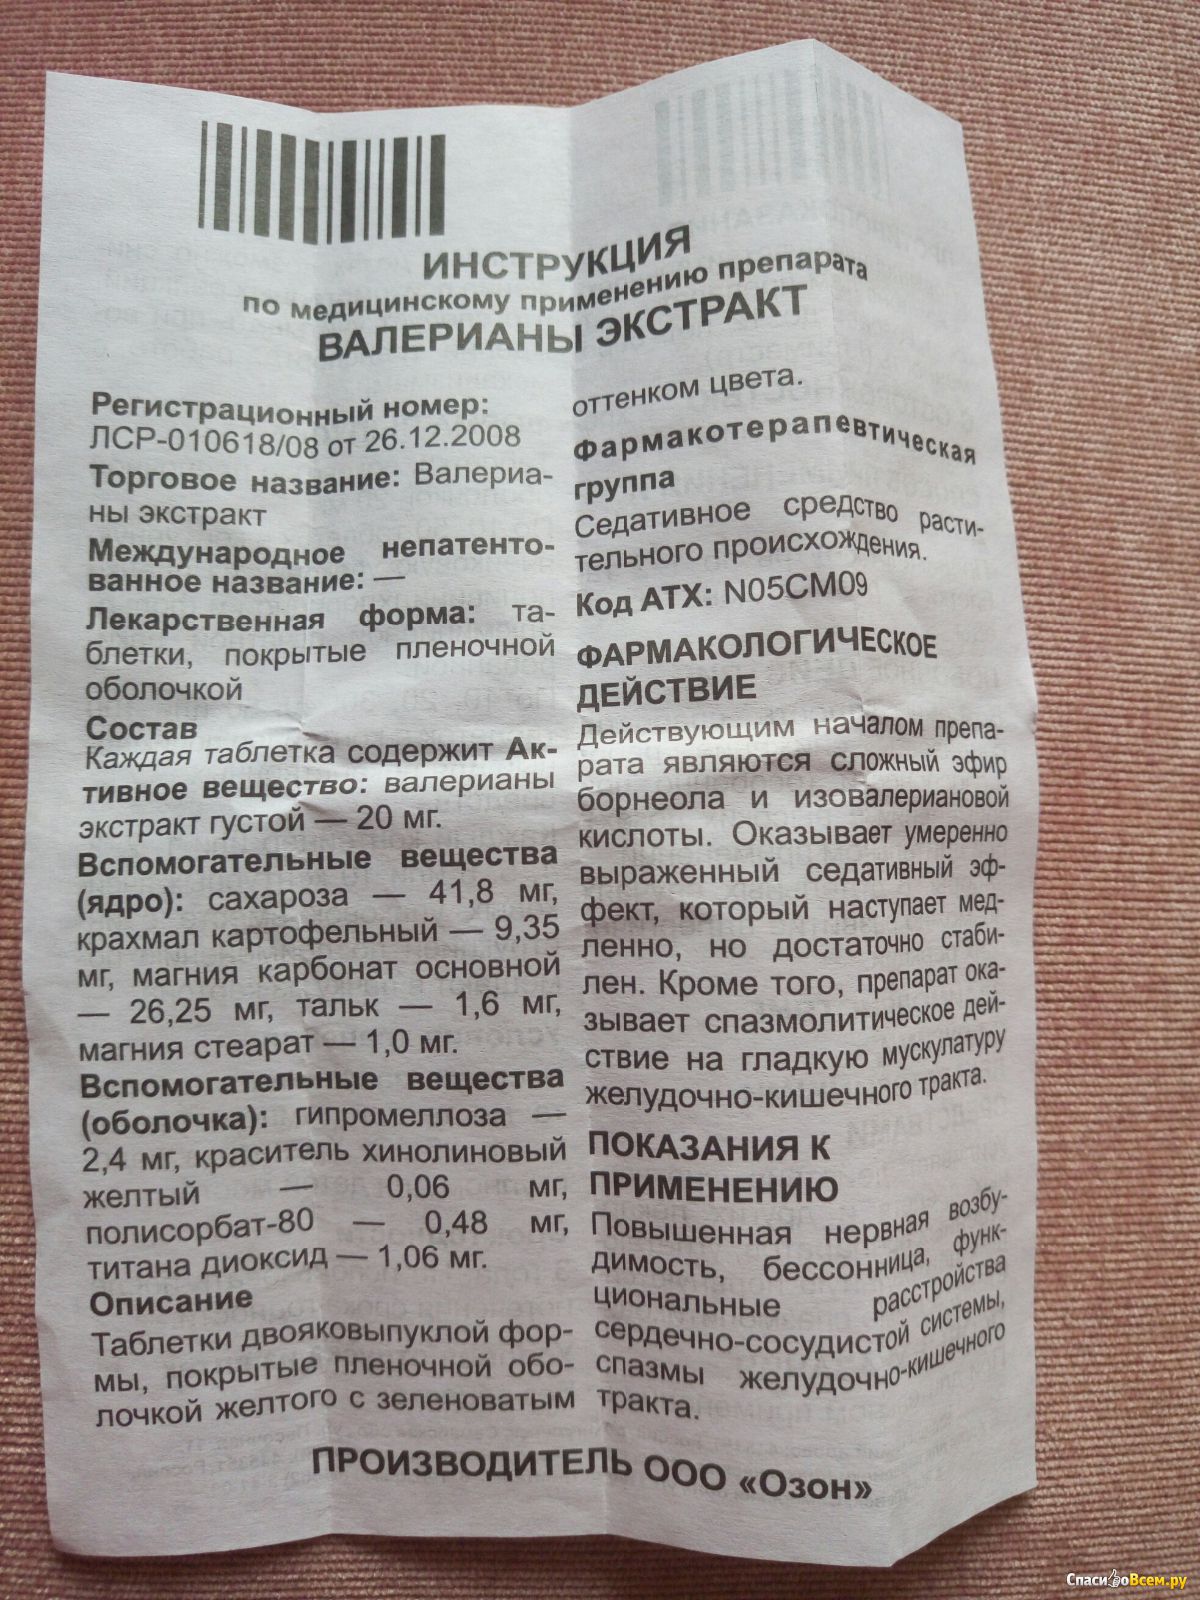 ИНСТРУКЦИЯ
по медицинскому применению препарата
ВАЛЕРИАНЫ ЭКСТРАКТ
Регистрационный номер:
ЛСР-010618/08 от 26.12.2008
Торговое название: Валериа-
ны экстракт
Международное непатенто-
ванное название: —
Лекарственная форма: та-
блетки, покрытые пленочной
оболочкой
Состав
Каждая таблетка содержит Ак-
тивное вещество: валерианы
экстракт густой — 20 мг.
Вспомогательные вещества
(ядро): сахароза — 41,8 мг,
крахмал картофельный — 9,35
мг, магния карбонат основной
— 26,25 мг, тальк — 1,6 мг,
магния стеарат — 1,0 мг.
Вспомогательные вещества
(оболочка): гипромеллоза —
2,4 мг, краситель хинолиновый
желтый — 0,06 мг,
полисорбат-80 — 0,48 мг,
титана диоксид — 1,06 мг.
Описание
Таблетки двояковыпуклой фор-
мы, покрытые пленочной обо-
лочкой желтого с зеленоватым
оттенком цвета.
Фармакотерапевтическая
группа
Седативное средство расти-
тельного происхождения.
Код АТХ: N05CM09
ФАРМАКОЛОГИЧЕСКОЕ
ДЕЙСТВИЕ
Действующим началом препа-
рата являются сложный эфир
борнеола и изовалериановой
кислоты. Оказывает умеренно
выраженный седативный эф-
фект, который наступает мед-
ленно, но достаточно стаби-
лен. Кроме того, препарат ока-
зывает спазмолитическое дей-
ствие на гладкую мускулатуру
желудочно-кишечного тракта.
ПОКАЗАНИЯ К
ПРИМЕНЕНИЮ
Повышенная нервная возбу-
димость, бессонница, функ-
циональные расстройства
сердечно-сосудистой системы,
спазмы желудочно-кишечного
тракта.
ПРОИЗВОДИТЕЛЬ ООО «Озон»
СпасибоВсем.ру